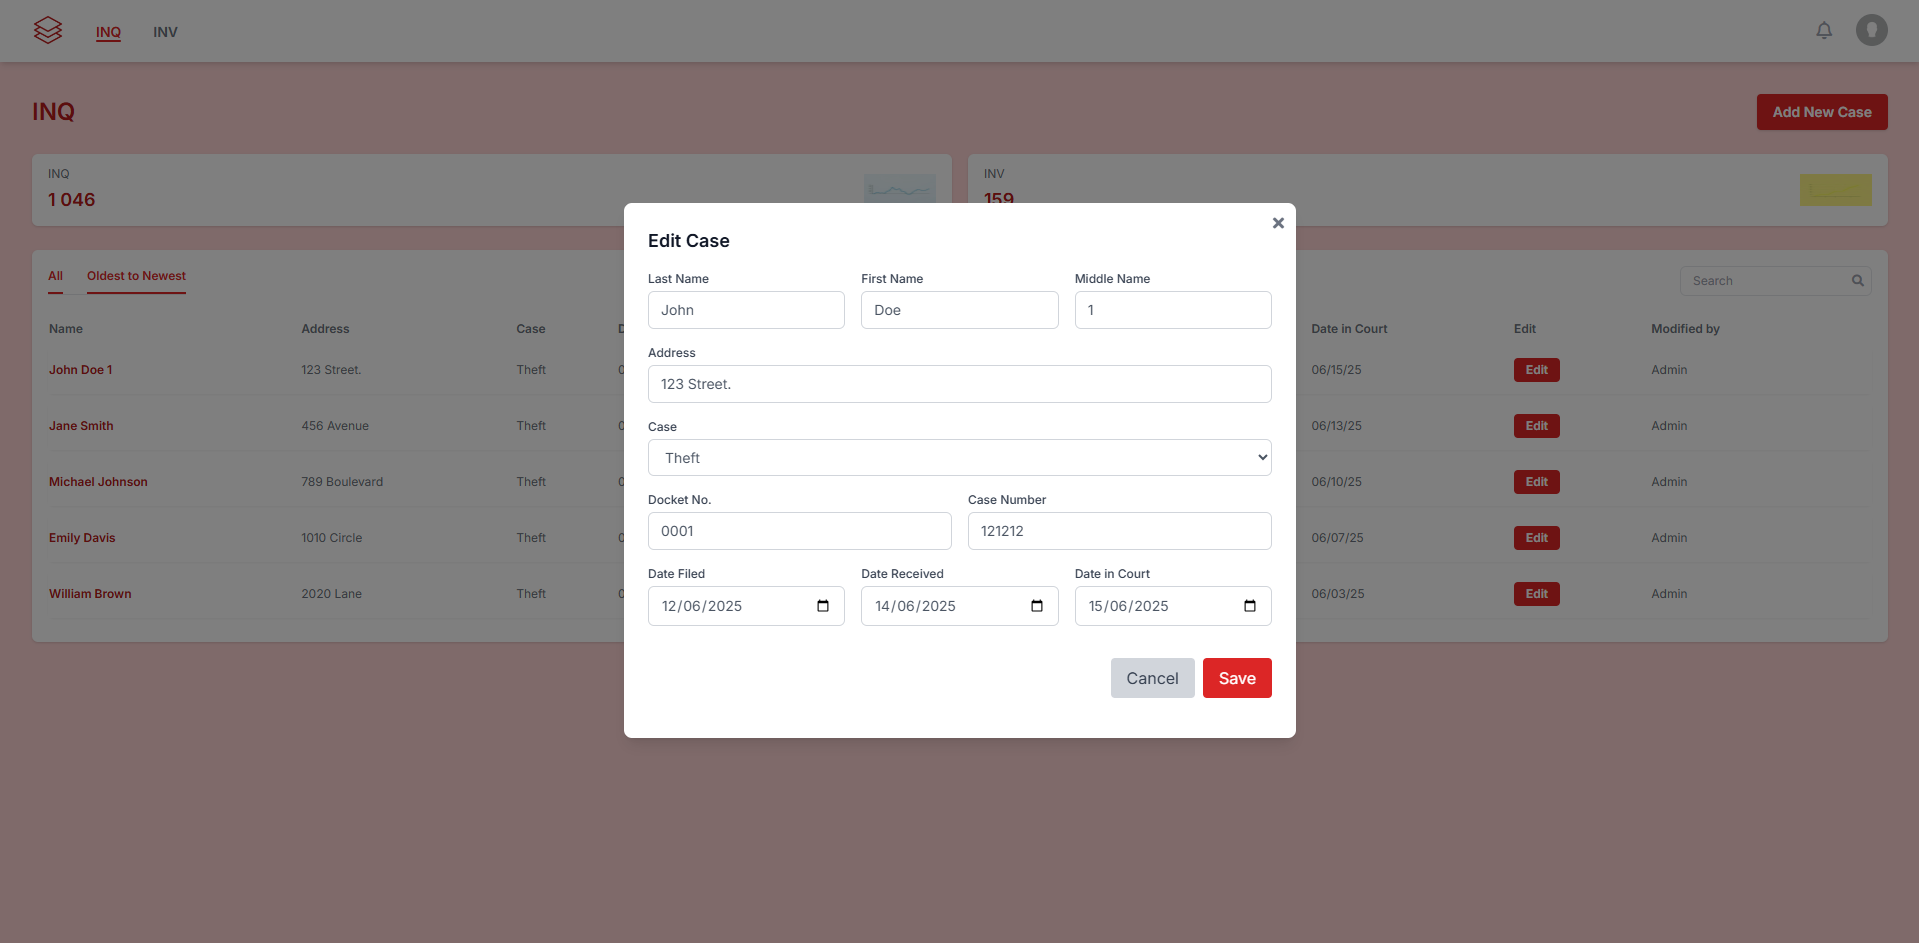 INQ INV
INQ Add New Case
INQ INV
1 046 159
Edit Case
All Oldest to Newest Search
Last Name First Name Middle Name
John Doe 1
Name Address Case Date in Court Edit Modified by
Address
John Doe 1 123 Street. Theft 06/15/25 Edit Admin
123 Street.
Case
Jane Smith 456 Avenue Theft 06/13/25 Edit Admin
Theft
Michael Johnson 789 Boulevard Theft 06/10/25 Edit Admin
Docket No. Case Number
0001 121212
Emily Davis 1010 Circle Theft 06/07/25 Edit Admin
Date Filed Date Received Date in Court
William Brown 2020 Lane Theft 06/03/25 Edit Admin
12/06/2025 14/06/2025 15/06/2025
Cancel Save